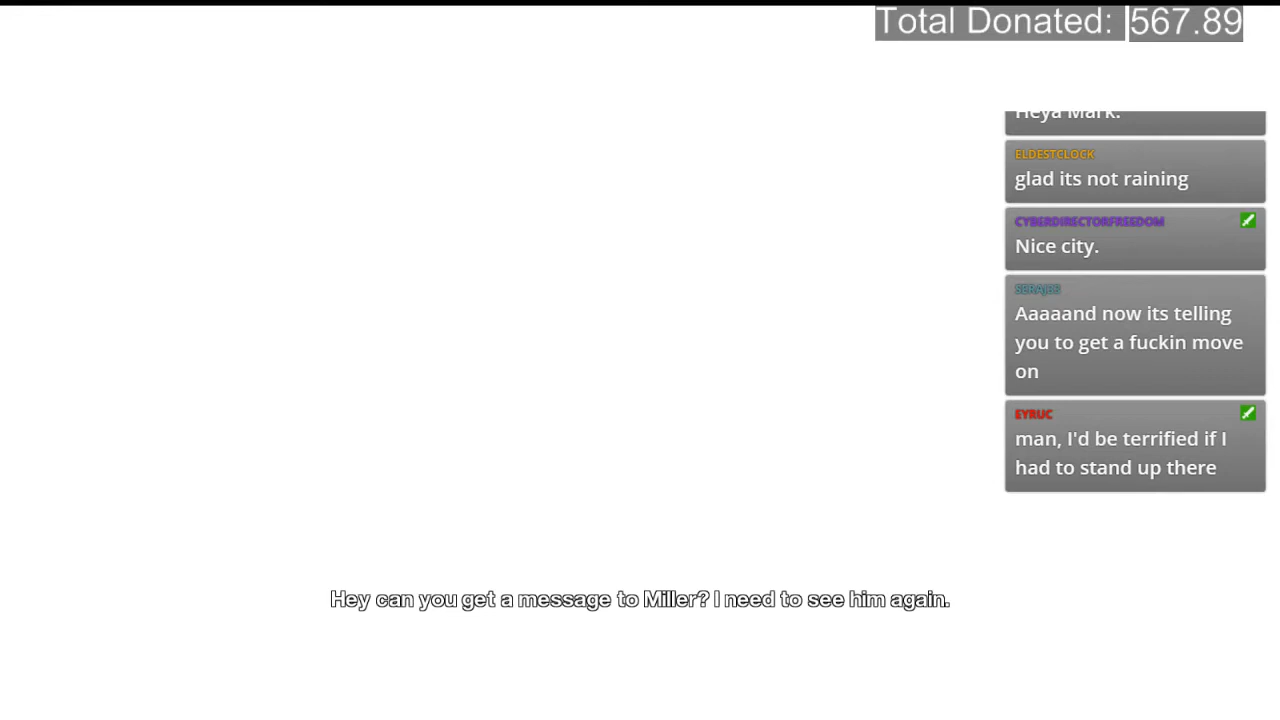 Total Donated: 567.89
Heya Mark.
ELDESTCLOCK
glad its not raining
CYBERDIRECTORFREEDOM
Nice city.
Aaaaand now its telling
you to get a fuckin move
on
EYRUC
man, I'd be terrified if I
had to stand up there
Hey can you get a message to Miller? I need to see him again.